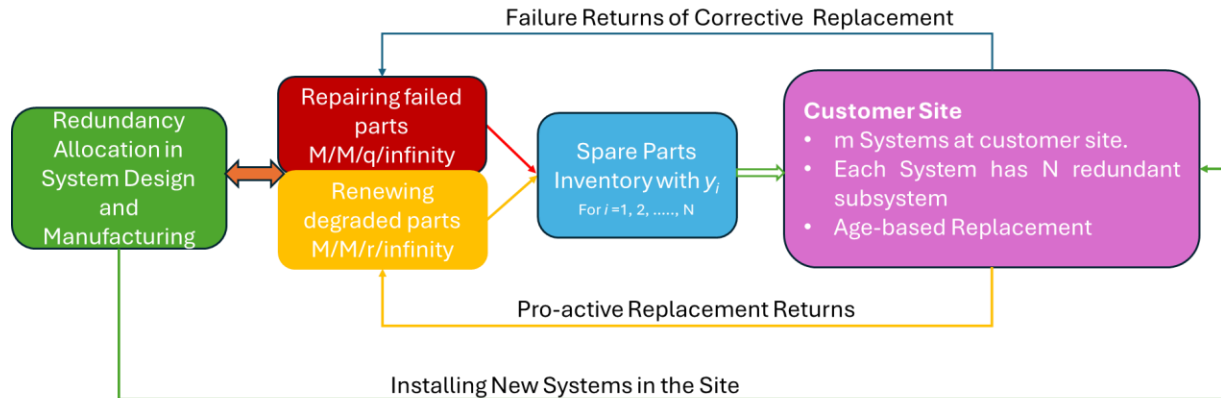 Failure Returns of Corrective Replacement
Redundancy
Allocation in
System Design
and
Manufacturing
Repairing failed
parts
M/M/q/infinity
Renewing
degraded parts
M/M/r/infinity
Spare Parts
Inventory with y_i
For i =1, 2, ....., N
Customer Site
• m Systems at customer site.
• Each System has N redundant
subsystem
• Age-based Replacement
Pro-active Replacement Returns
Installing New Systems in the Site